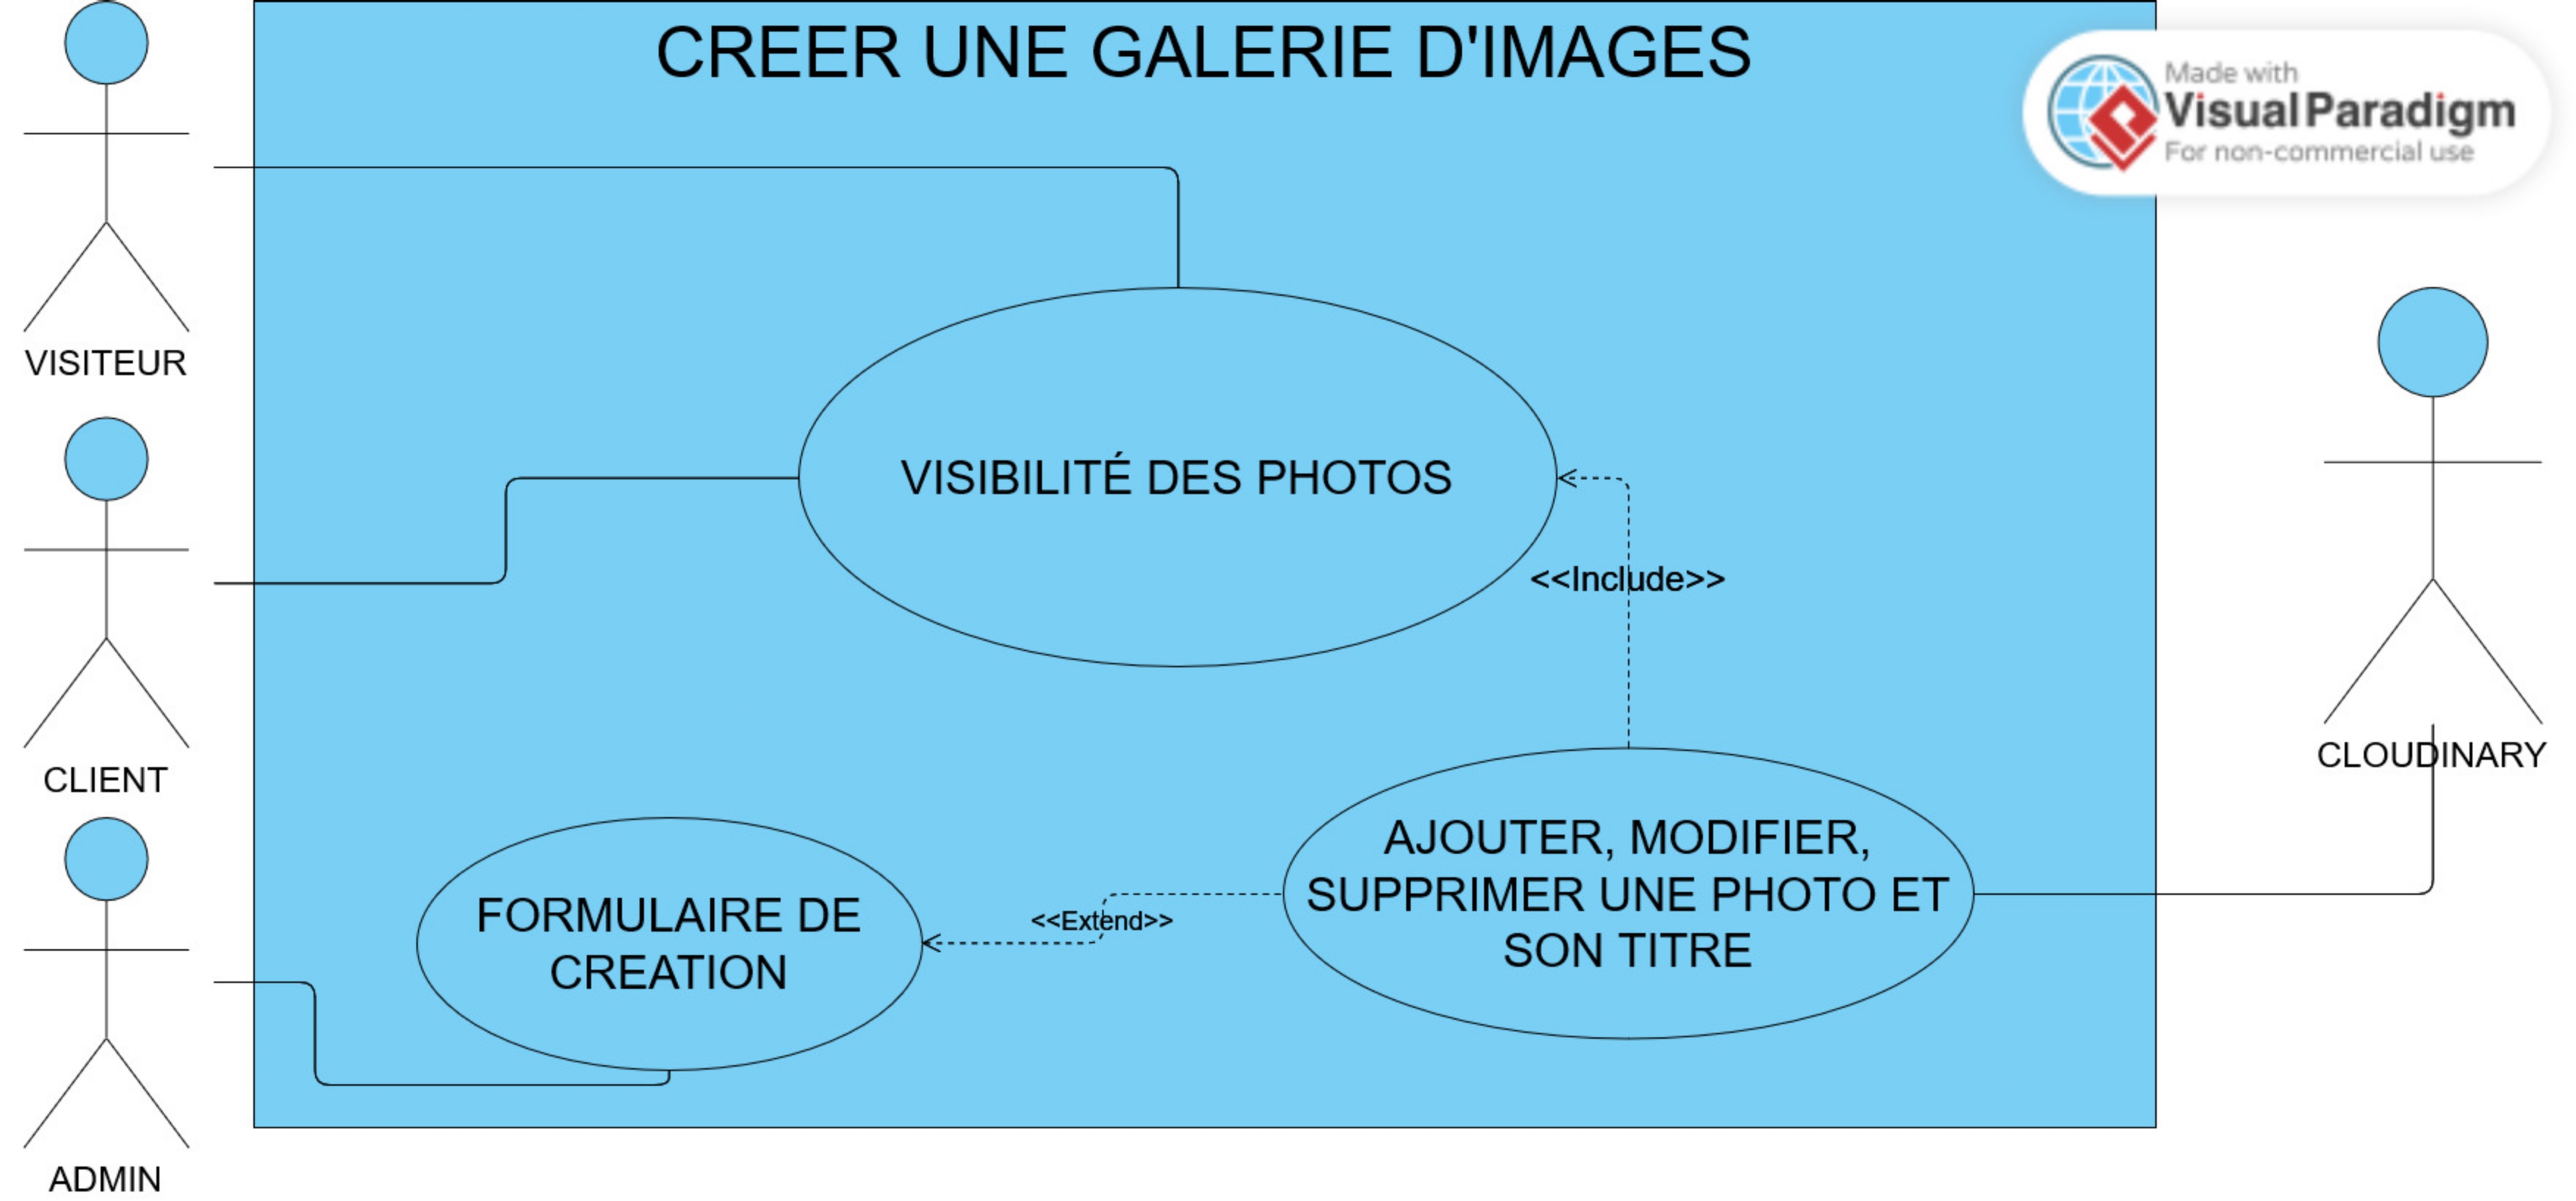 CREER UNE GALERIE D'IMAGES
Made with
Visual Paradigm
For non-commercial use
VISITEUR
VISIBILITÉ DES PHOTOS
<<Include>>
CLIENT
CLOUDINARY
FORMULAIRE DE
CREATION
<<Extend>>
AJOUTER, MODIFIER,
SUPPRIMER UNE PHOTO ET
SON TITRE
ADMIN